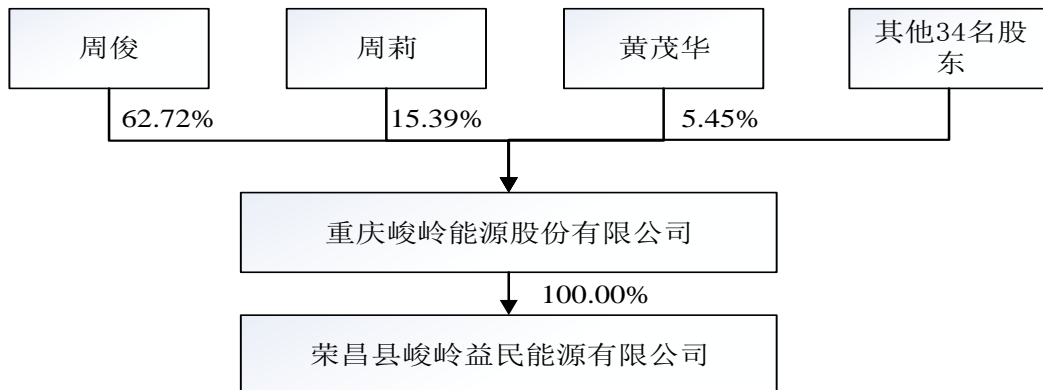 周俊
周莉
黄茂华
其他34名股
东
62.72%
15.39%
5.45%
重庆峻岭能源股份有限公司
100.00%
荣昌县峻岭益民能源有限公司